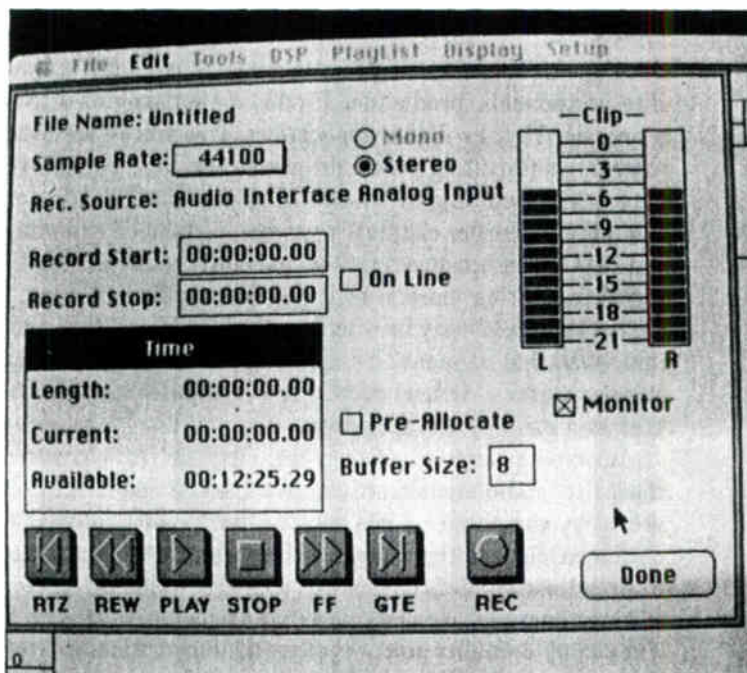 File Edit Tools DSP PlayList Display Setup
File Name: Untitled
Sample Rate: 44100
Mono
Stereo
Rec. Source: Audio Interface Analog Input
Record Start: 00:00:00.00
Record Stop: 00:00:00.00
On Line
Time
Length: 00:00:00.00
Current: 00:00:00.00
Available: 00:12:25.29
Pre-Allocate
Buffer Size: 8
Clip
0
-3
-6
-9
-12
-15
-18
-21
L R
Monitor
RTZ REW PLAY STOP FF GTE REC
Done
0